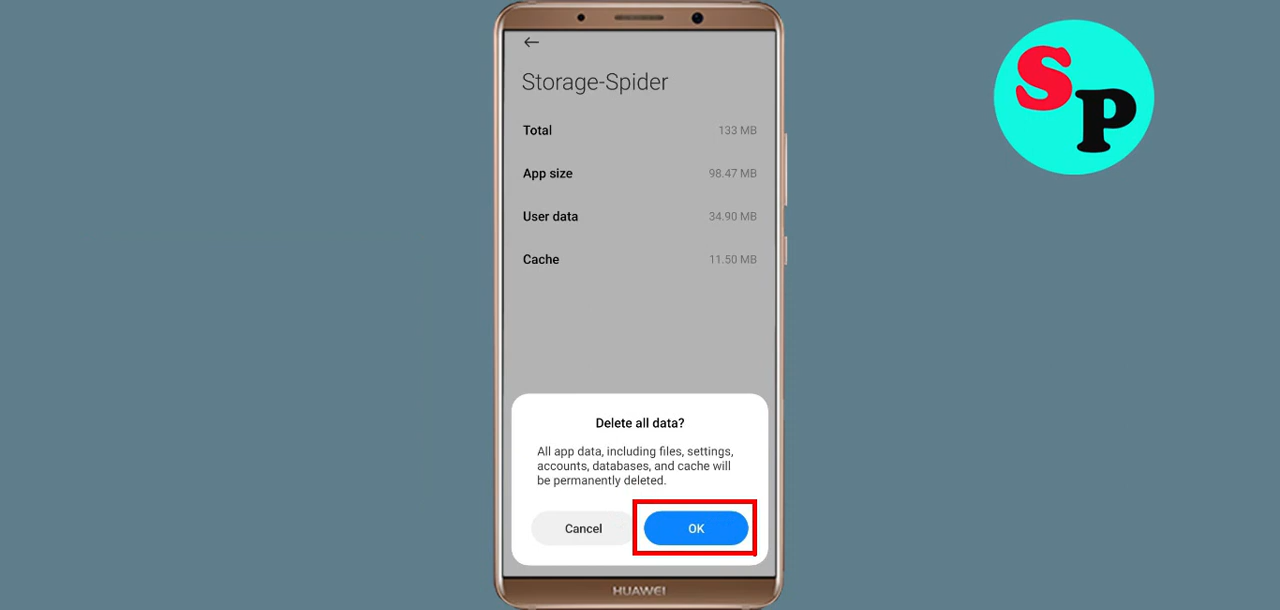 Storage-Spider
Total 133 MB
App size 98.47 MB
User data 34.90 MB
Cache 11.50 MB
Delete all data?
All app data, including files, settings,
accounts, databases, and cache will
be permanently deleted.
Cancel OK
HUAWEI
SP